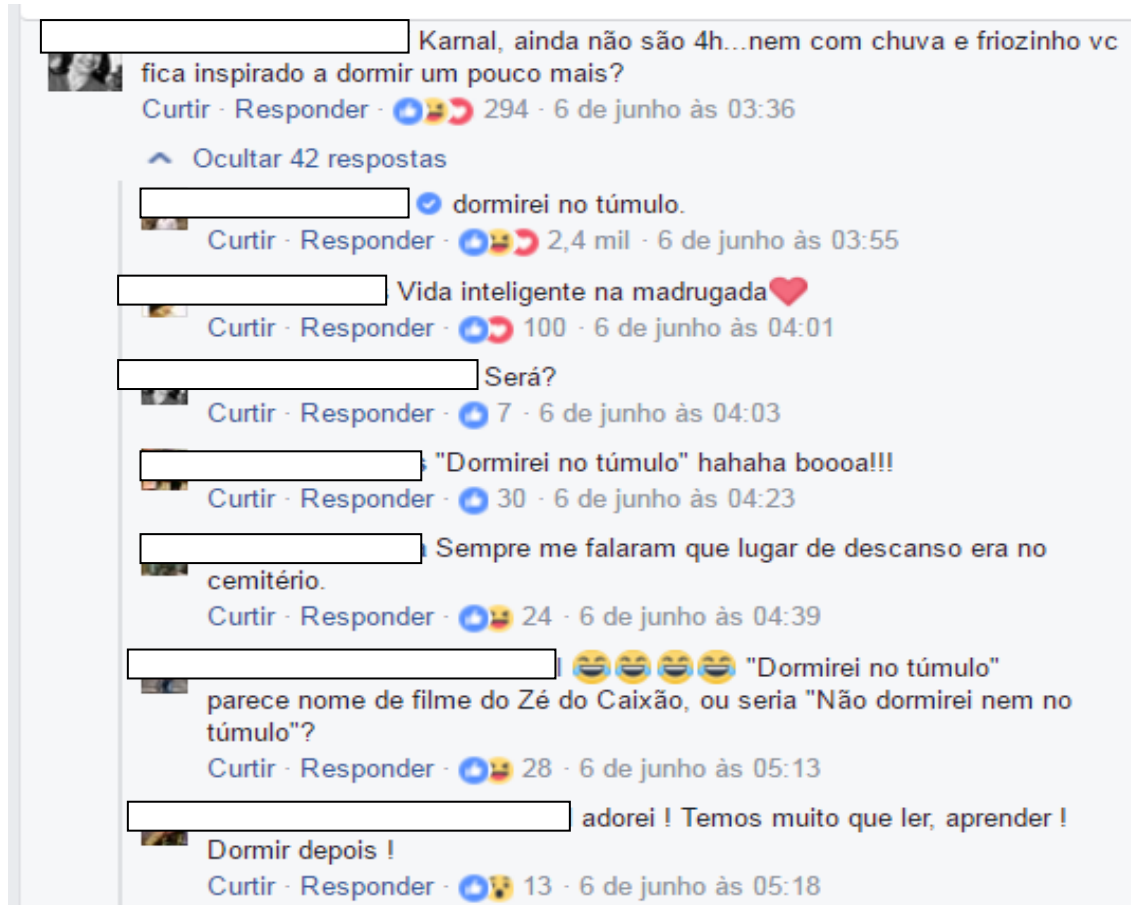 Karnal, ainda não são 4h...nem com chuva e friozinho vc
fica inspirado a dormir um pouco mais?
Curtir · Responder · 294 · 6 de junho às 03:36
Ocultar 42 respostas
dormirei no túmulo.
Curtir · Responder · 2,4 mil · 6 de junho às 03:55
Vida inteligente na madrugada
Curtir · Responder · 100 · 6 de junho às 04:01
Será?
Curtir · Responder · 7 · 6 de junho às 04:03
"Dormirei no túmulo" hahaha boooa!!!
Curtir · Responder · 30 · 6 de junho às 04:23
Sempre me falaram que lugar de descanso era no
cemitério.
Curtir · Responder · 24 · 6 de junho às 04:39
"Dormirei no túmulo"
parece nome de filme do Zé do Caixão, ou seria "Não dormirei nem no
túmulo"?
Curtir · Responder · 28 · 6 de junho às 05:13
adorei ! Temos muito que ler, aprender !
Dormir depois !
Curtir · Responder · 13 · 6 de junho às 05:18